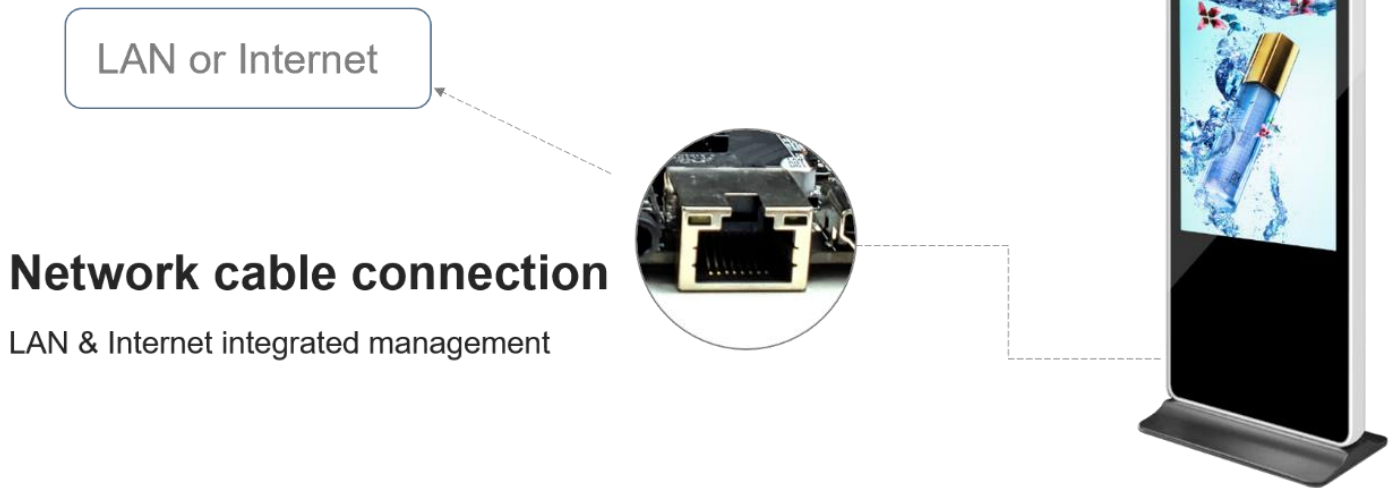 LAN or Internet
Network cable connection
LAN & Internet integrated management